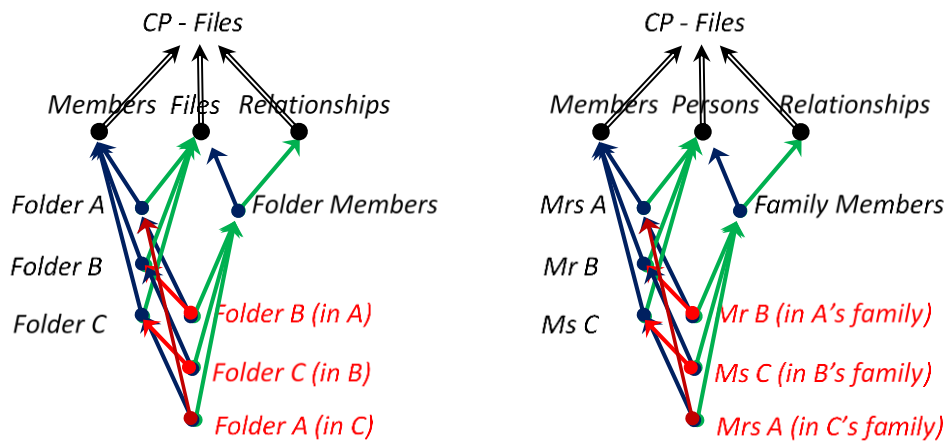 CP - Files
Members Files Relationships
Folder A
Folder Members
Folder B
Folder C
Folder B (in A)
Folder C (in B)
Folder A (in C)
CP - Files
Members Persons Relationships
Mrs A
Family Members
Mr B
Ms C
Mr B (in A's family)
Ms C (in B's family)
Mrs A (in C's family)